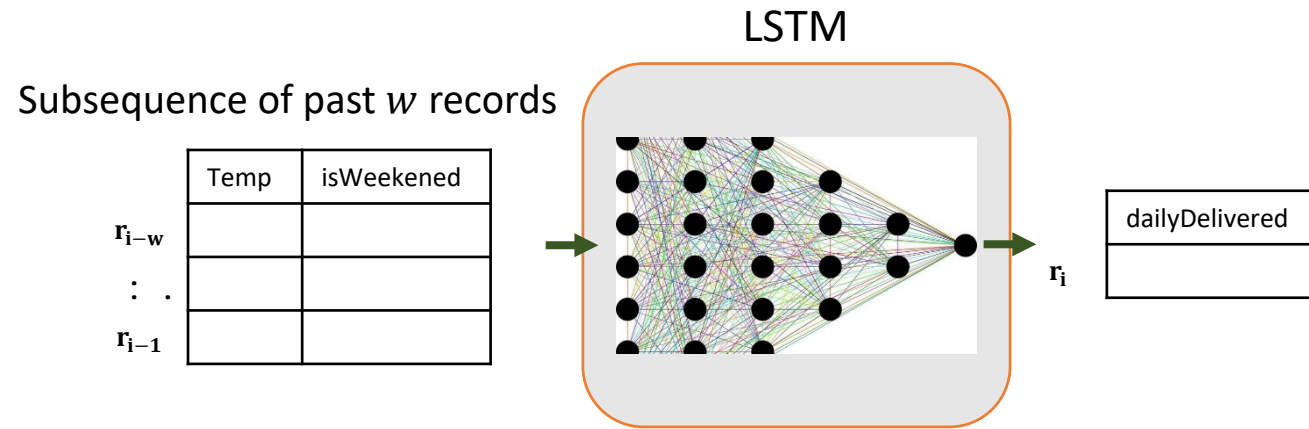 LSTM
Subsequence of past w records
Temp isWeekened
r_{i−w}
: .
r_{i−1}
dailyDelivered
r_i